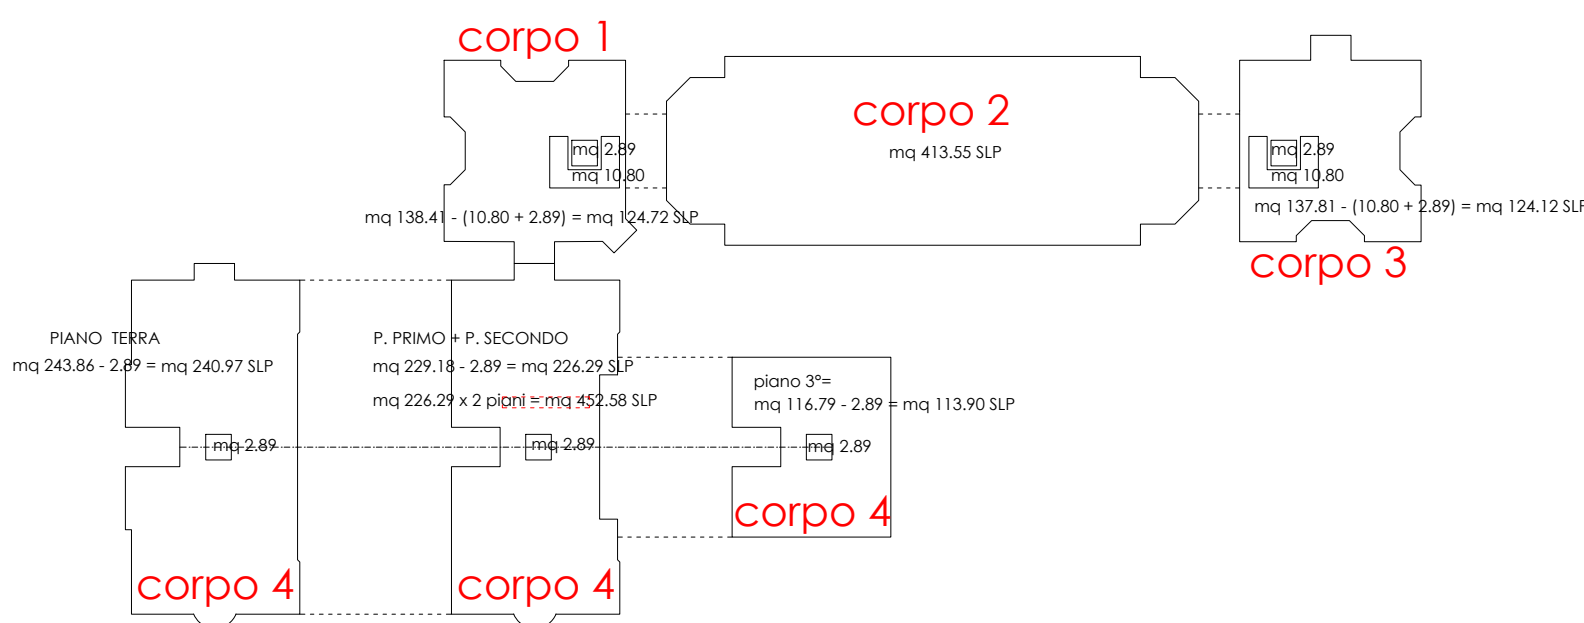 corpo 1
corpo 2
mq 413.55 SLP
mq 2.89
mq 10.80
mq 138.41 - (10.80 + 2.89) = mq 124.72 SLP
mq 2.89
mq 10.80
mq 137.81 - (10.80 + 2.89) = mq 124.12 SLP
corpo 3
PIANO TERRA
mq 243.86 - 2.89 = mq 240.97 SLP
mq 2.89
corpo 4
P. PRIMO + P. SECONDO
mq 229.18 - 2.89 = mq 226.29 SLP
mq 226.29 x 2 piani = mq 452.58 SLP
mq 2.89
corpo 4
piano 3°=
mq 116.79 - 2.89 = mq 113.90 SLP
mq 2.89
corpo 4